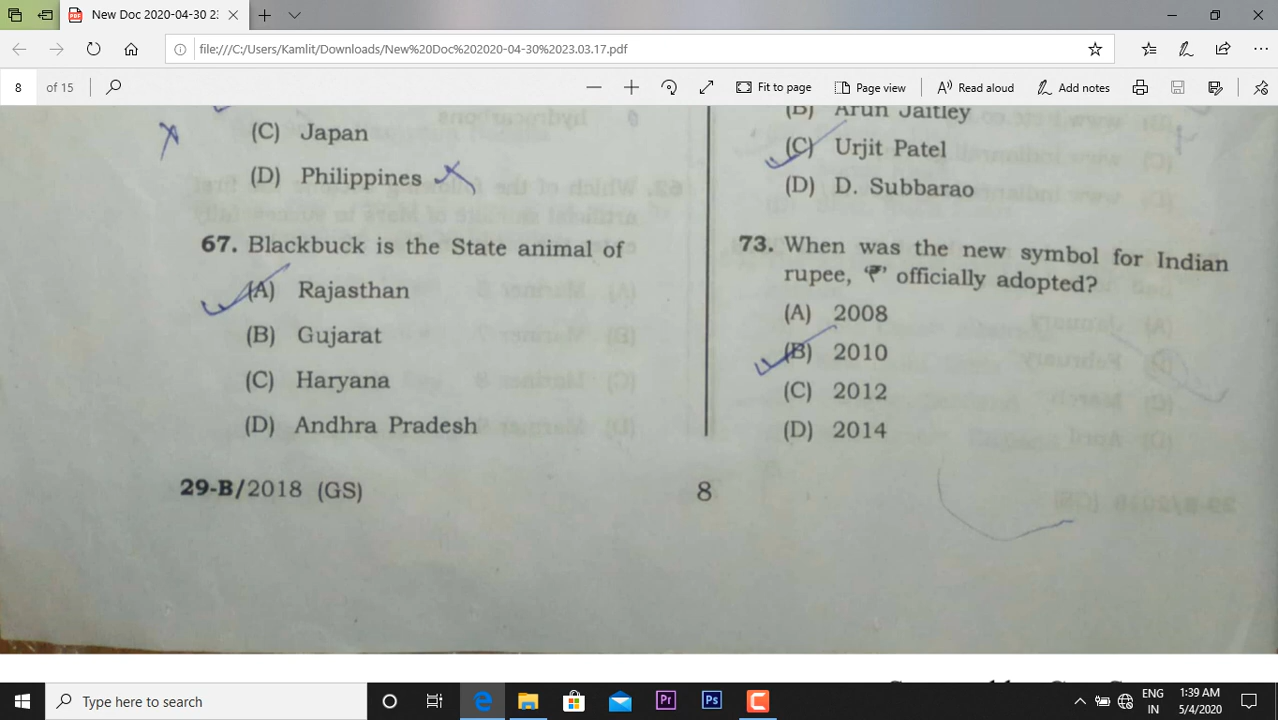 New Doc 2020-04-30 23
file:///C:/Users/Kamlit/Downloads/New%20Doc%202020-04-30%2023.03.17.pdf
8 of 15
Fit to page
Page view
Read aloud
Add notes
(C) Japan
(D) Philippines
67. Blackbuck is the State animal of
(A) Rajasthan
(B) Gujarat
(C) Haryana
(D) Andhra Pradesh
29-B/2018 (GS)
8
(B) Arun Jaitley
(C) Urjit Patel
(D) D. Subbarao
73. When was the new symbol for Indian
rupee, '₹' officially adopted?
(A) 2008
(B) 2010
(C) 2012
(D) 2014
Type here to search
ENG
IN
1:39 AM
5/4/2020